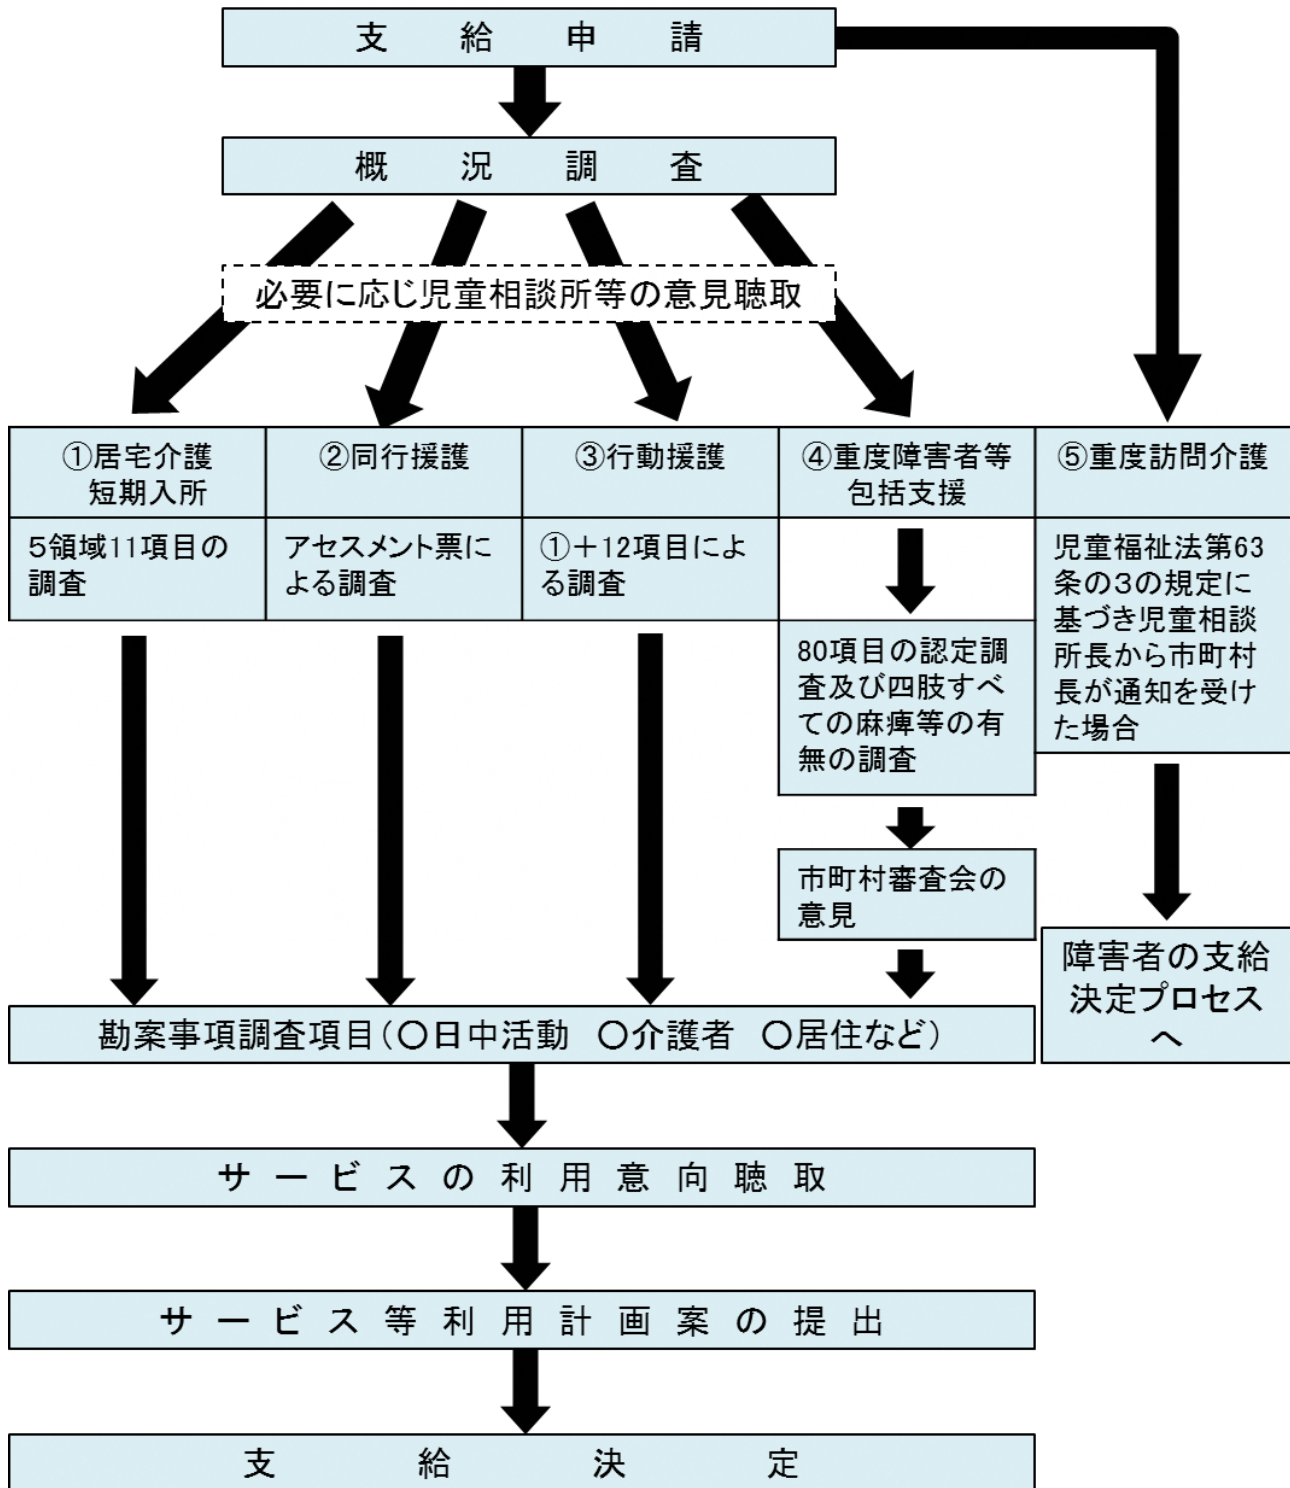 支給申請
概況調査
必要に応じ児童相談所等の意見聴取
①居宅介護
短期入所
5領域11項目の
調査
②同行援護
アセスメント票に
よる調査
③行動援護
①＋12項目によ
る調査
④重度障害者等
包括支援
80項目の認定調
査及び四肢すべ
ての麻痺等の有
無の調査
市町村審査会の
意見
⑤重度訪問介護
児童福祉法第63
条の3の規定に
基づき児童相談
所長から市町村
長が通知を受け
た場合
障害者の支給
決定プロセス
へ
勘案事項調査項目（〇日中活動　〇介護者　〇居住など）
サービスの利用意向聴取
サービス等利用計画案の提出
支給決定